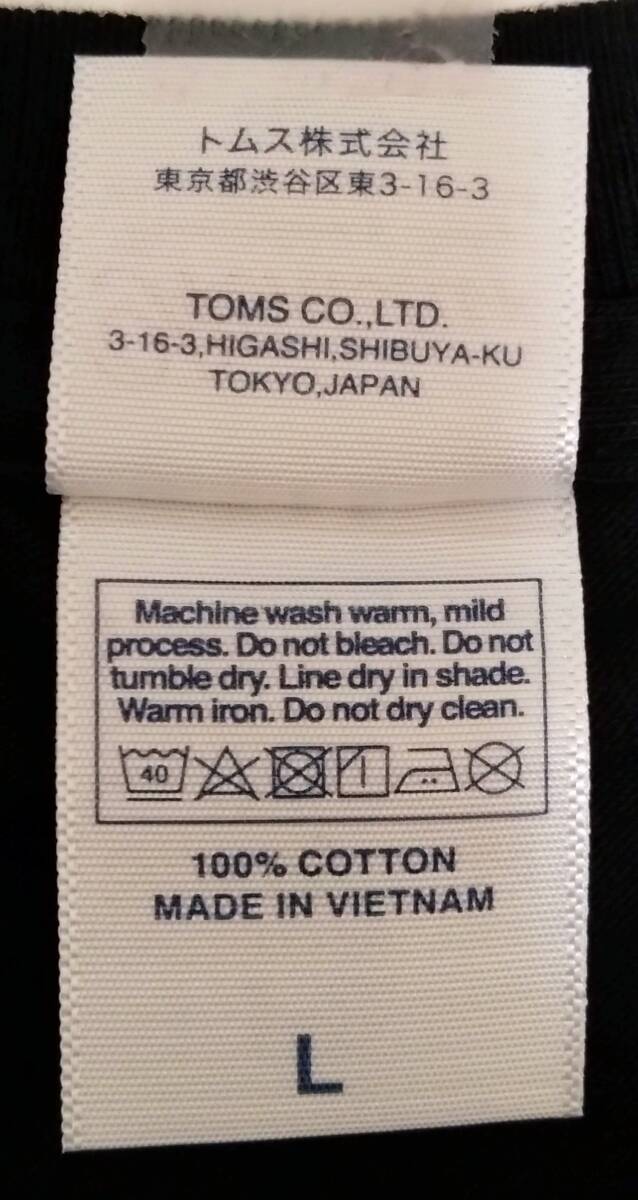 トムス株式会社
東京都渋谷区東3-16-3
TOMS CO.,LTD.
3-16-3,HIGASHI,SHIBUYA-KU
TOKYO,JAPAN
Machine wash warm, mild
process. Do not bleach. Do not
tumble dry. Line dry in shade.
Warm iron. Do not dry clean.
40
100% COTTON
MADE IN VIETNAM
L